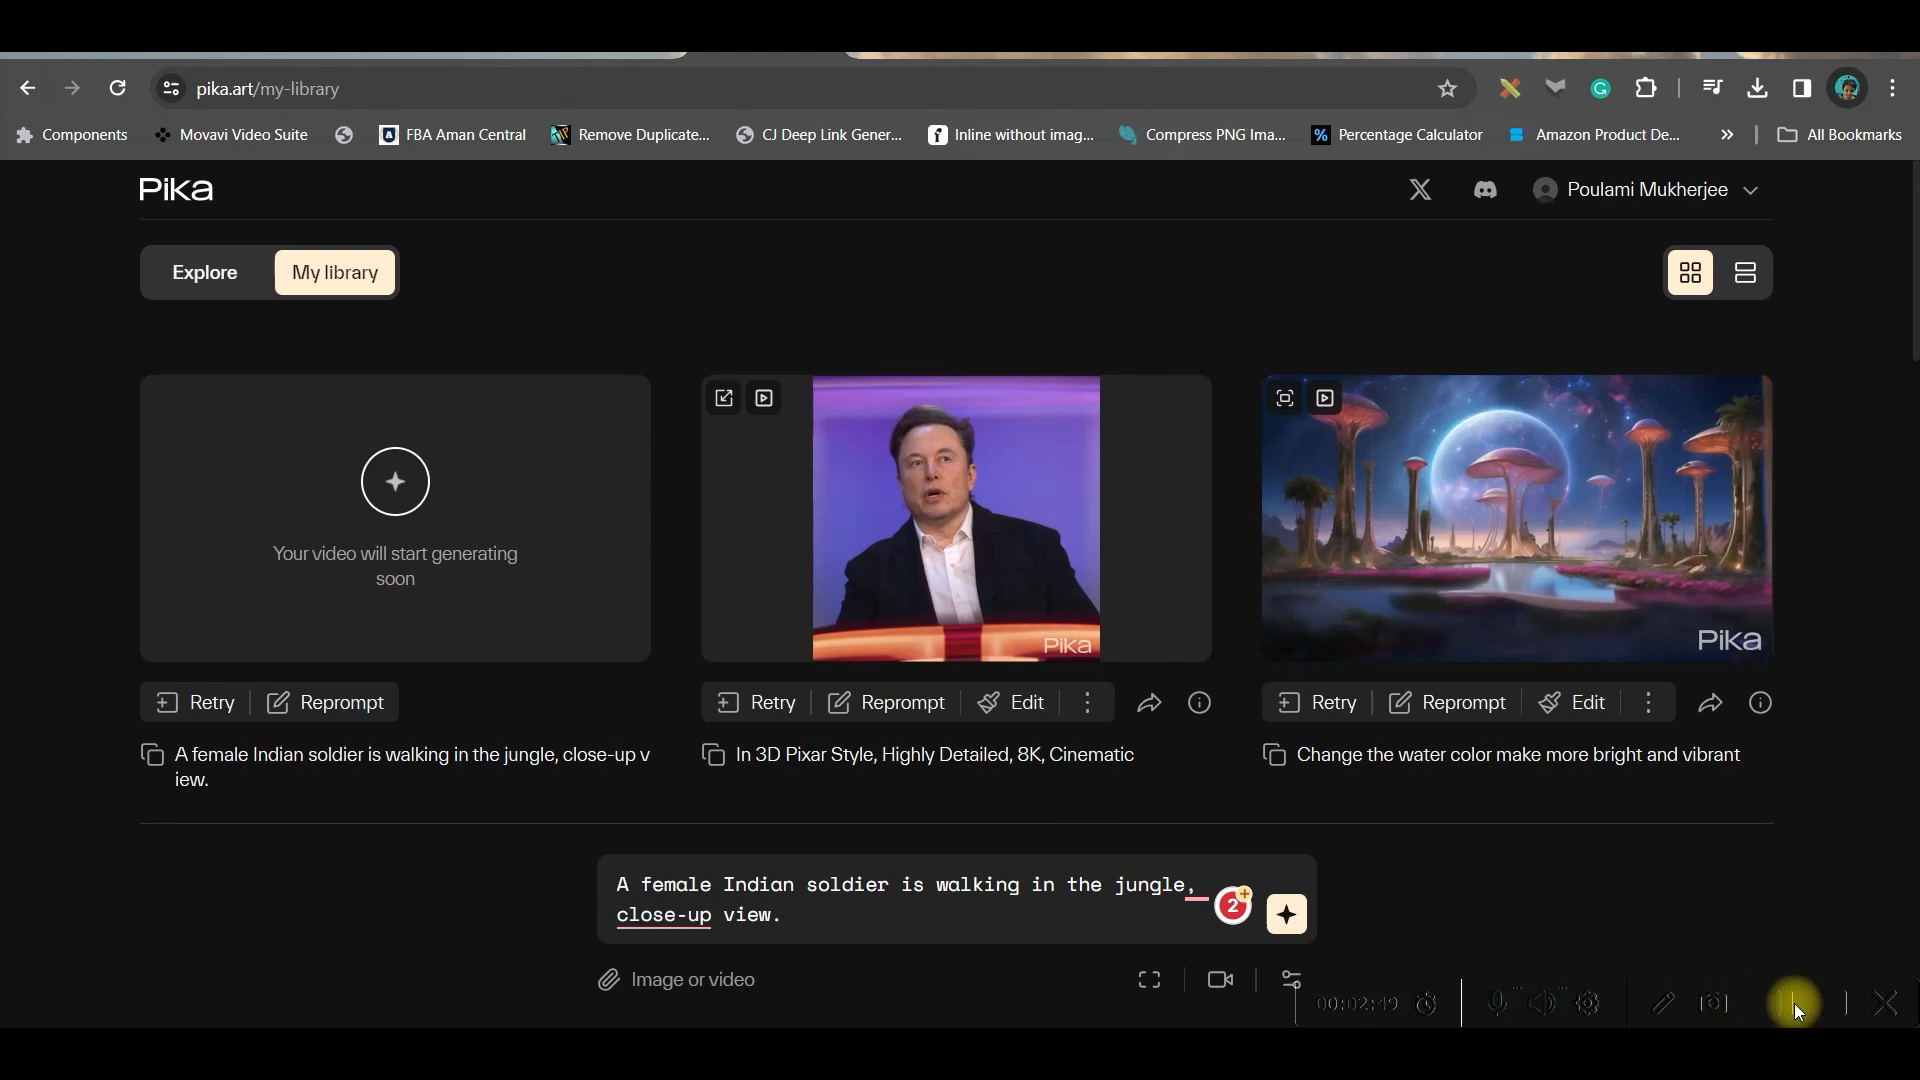 pika.art/my-library
Components Movavi Video Suite FBA Aman Central Remove Duplicate... CJ Deep Link Gener... Inline without imag... Compress PNG Ima... % Percentage Calculator Amazon Product De... » All Bookmarks
Pika
Poulami Mukherjee
Explore My library
Your video will start generating
soon
Pika
Pika
Retry Reprompt
Retry Reprompt Edit
Retry Reprompt Edit
A female Indian soldier is walking in the jungle, close-up v
iew.
In 3D Pixar Style, Highly Detailed, 8K, Cinematic
Change the water color make more bright and vibrant
A female Indian soldier is walking in the jungle,
close-up view.
2
Image or video
00:02:49